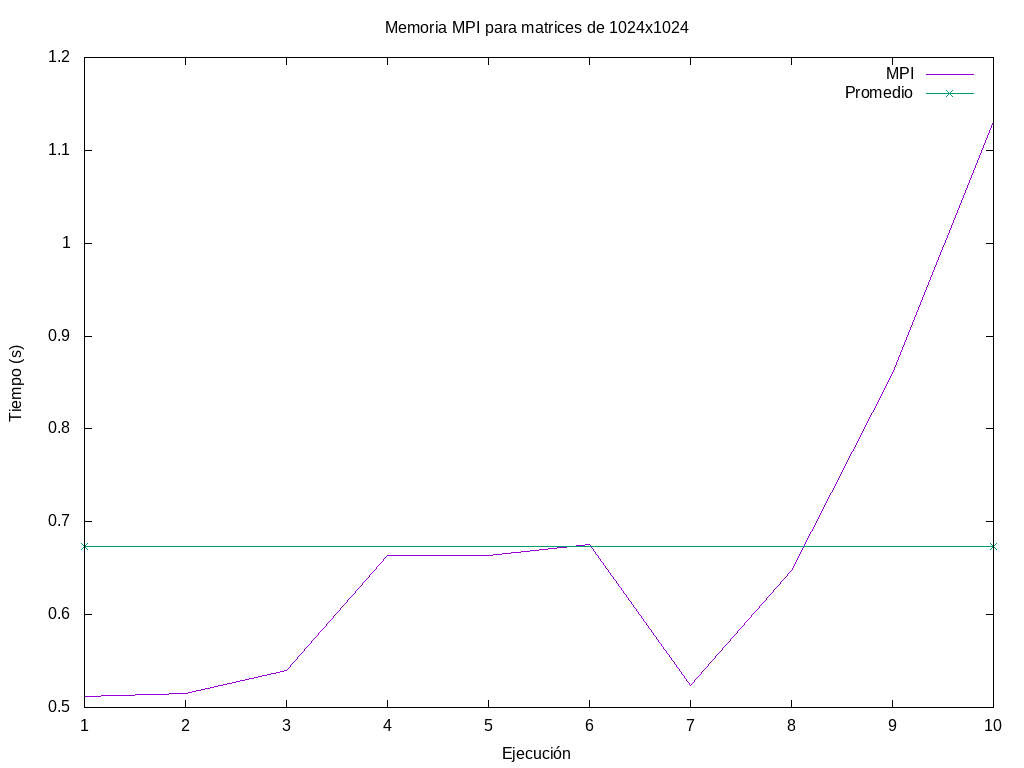 Memoria MPI para matrices de 1024x1024
MPI
Promedio
1.2
1.1
1
0.9
0.8
0.7
0.6
0.5
Tiempo (s)
1 2 3 4 5 6 7 8 9 10
Ejecución